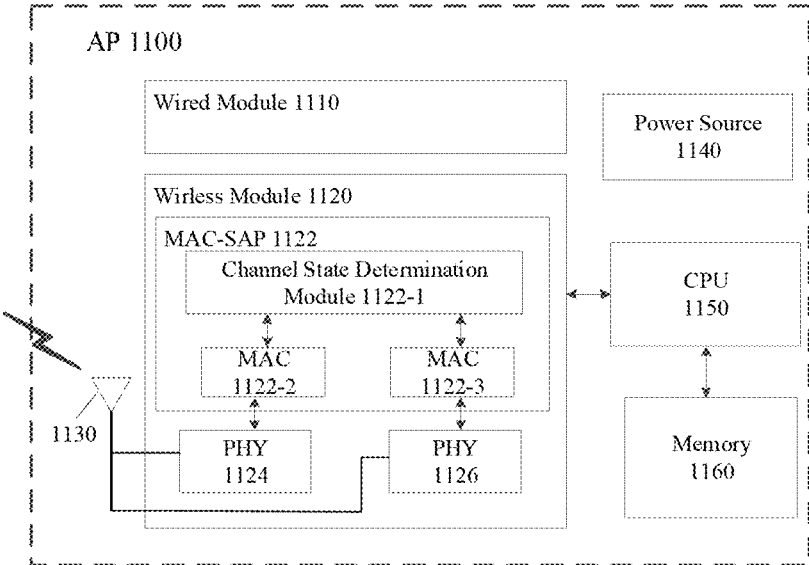 AP 1100
Wired Module 1110
Power Source
1140
Wirless Module 1120
MAC-SAP 1122
Channel State Determination
Module 1122-1
CPU
1150
MAC
1122-2
MAC
1122-3
1130
PHY
1124
PHY
1126
Memory
1160